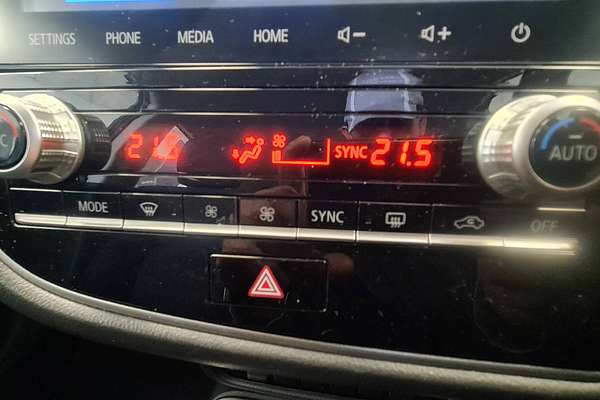 SETTINGS PHONE MEDIA HOME
SYNC 21.5
AUTO
MODE SYNC OFF